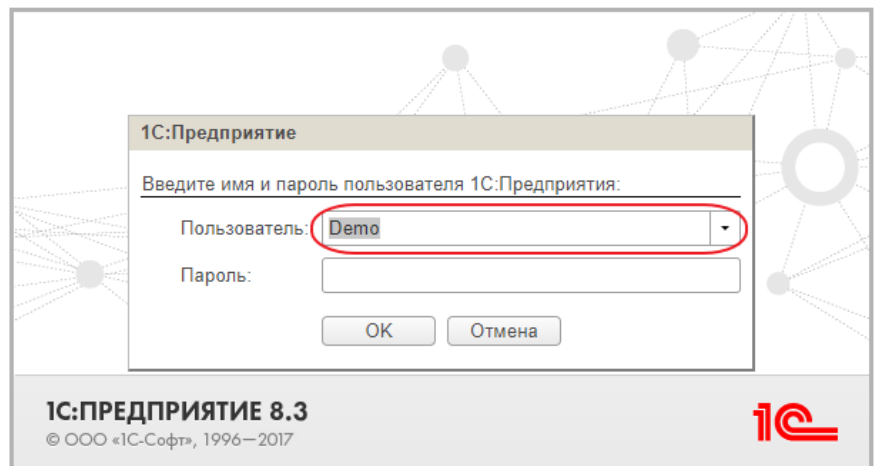 1С:Предприятие
Введите имя и пароль пользователя 1С:Предприятия:
Пользователь: Demo
Пароль:
OK Отмена
1С:ПРЕДПРИЯТИЕ 8.3
© ООО «1С-Софт», 1996—2017
1С